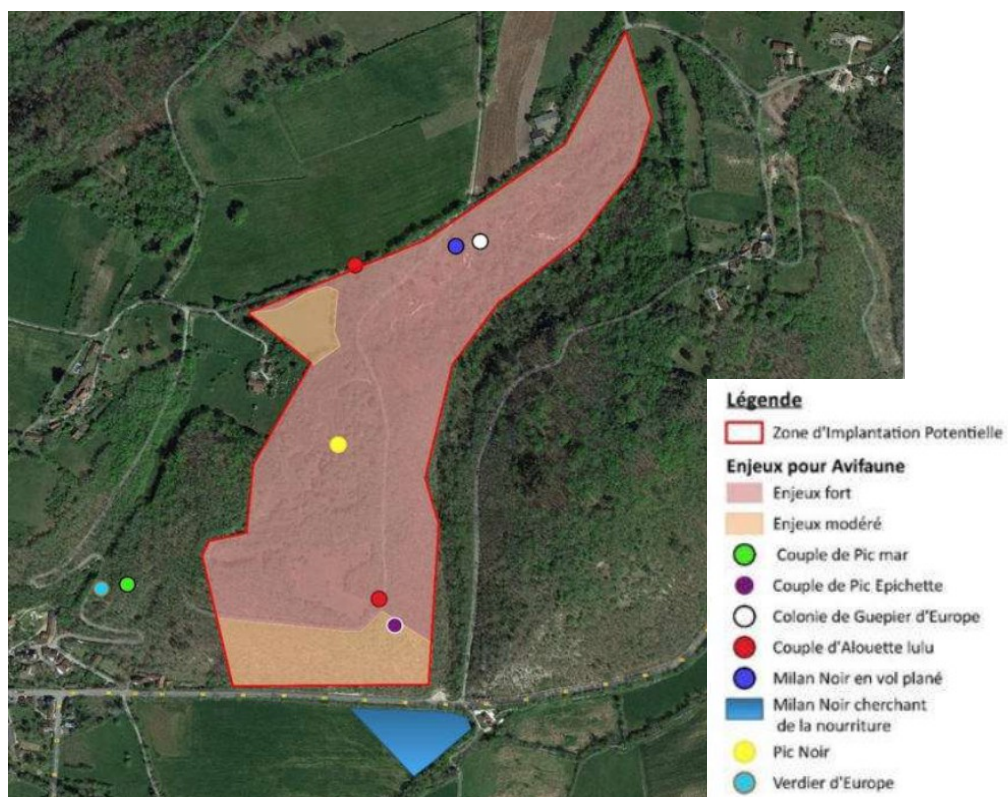 Légende
Zone d'Implantation Potentielle
Enjeux pour Avifaune
Enjeux fort
Enjeux modéré
Couple de Pic mar
Couple de Pic Epichette
Colonie de Guepier d'Europe
Couple d'Alouette lulu
Milan Noir en vol plané
Milan Noir cherchant
de la nourriture
Pic Noir
Verdier d'Europe